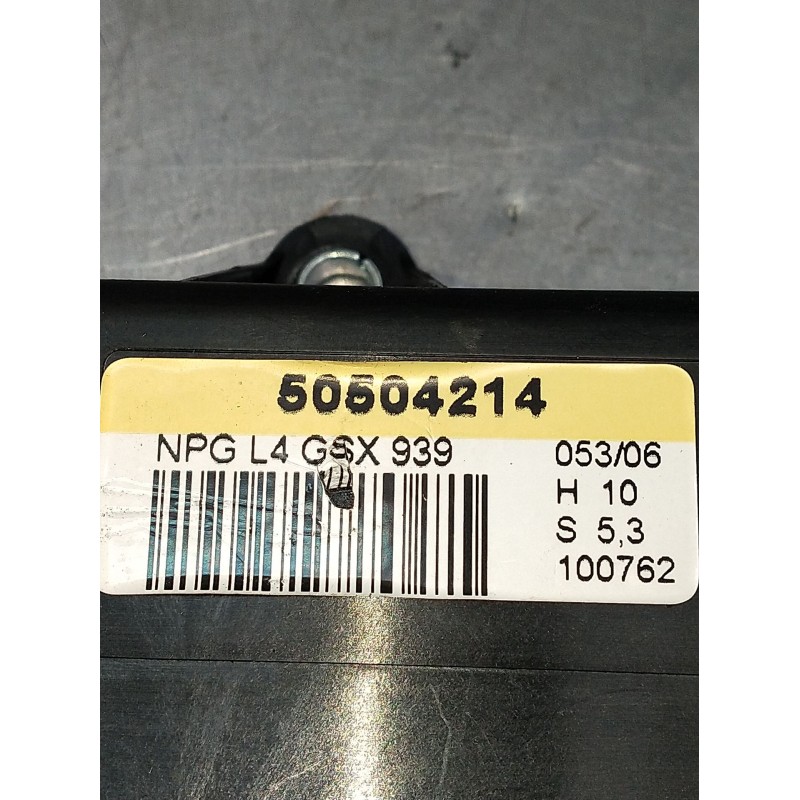 50504214
NPG L4 GSX 939
053/06
H 10
S 5,3
100762